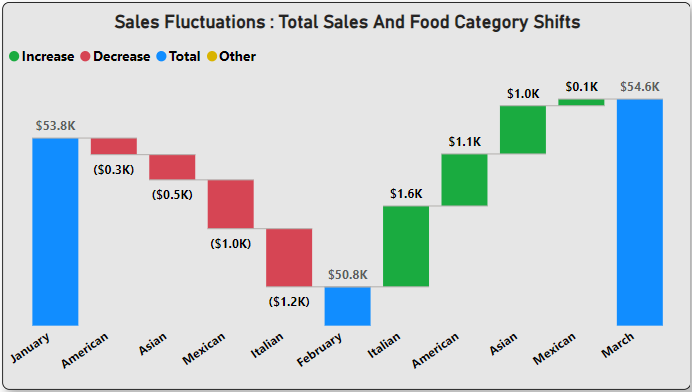 Sales Fluctuations : Total Sales And Food Category Shifts
Increase Decrease Total Other
$53.8K
($0.3K)
($0.5K)
($1.0K)
($1.2K)
$50.8K
$1.6K
$1.1K
$1.0K
$0.1K
$54.6K
January
American
Asian
Mexican
Italian
February
Italian
American
Asian
Mexican
March